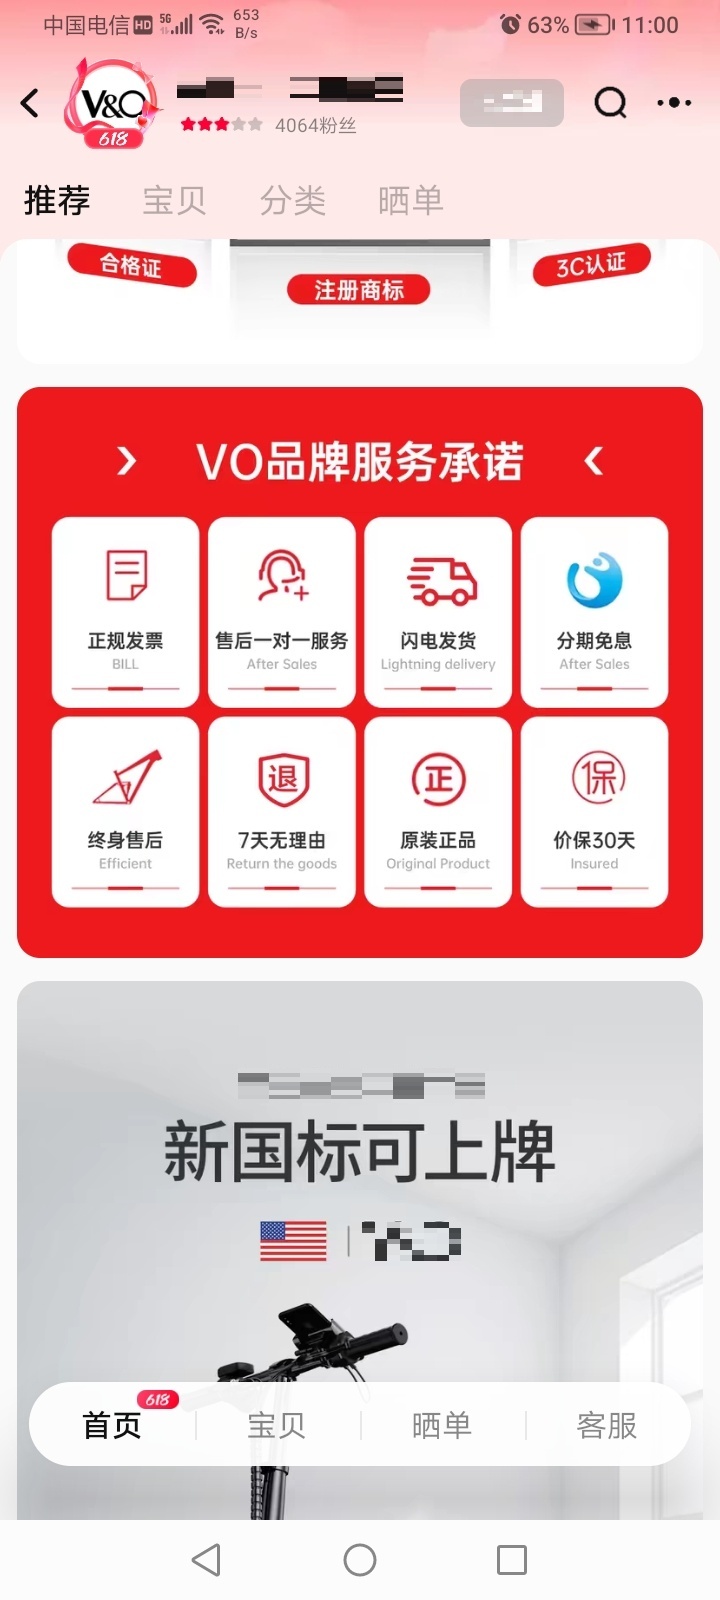 中国电信 HD 5G 653 B/s 63% 11:00
V&O
618
4064粉丝
推荐 宝贝 分类 晒单
合格证 注册商标 3C认证
VO品牌服务承诺
正规发票 售后一对一服务 闪电发货 分期免息
BILL After Sales Lightning delivery After Sales
终身售后 7天无理由 原装正品 价保30天
Efficient Return the goods Original Product Insured
退 正 保
新国标可上牌
618
首页 宝贝 晒单 客服